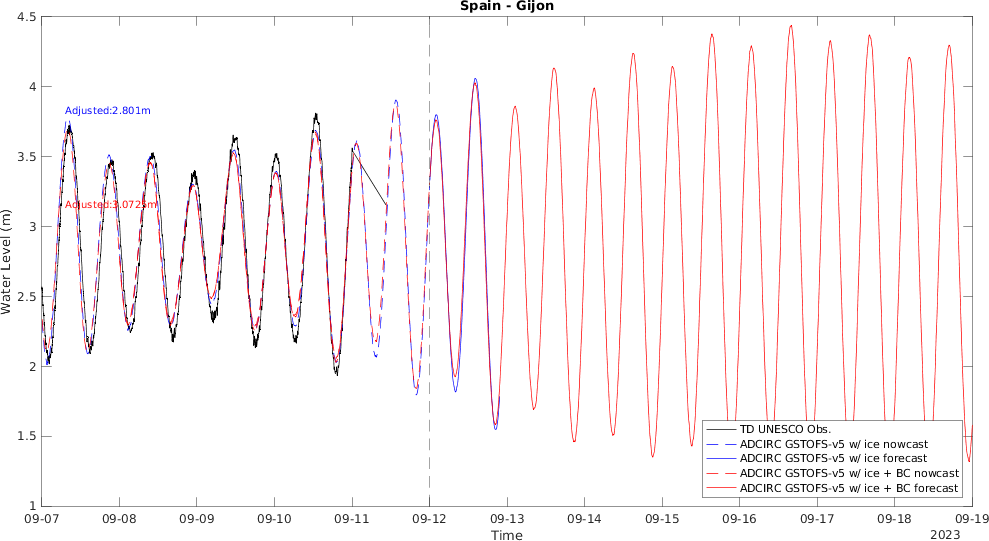 Spain - Gijon
4.5
4
3.5
3
2.5
2
1.5
1
Water Level (m)
Adjusted:2.801m
Adjusted:3.0725m
TD UNESCO Obs.
ADCIRC GSTOFS-v5 w/ ice nowcast
ADCIRC GSTOFS-v5 w/ ice forecast
ADCIRC GSTOFS-v5 w/ ice + BC nowcast
ADCIRC GSTOFS-v5 w/ ice + BC forecast
09-07 09-08 09-09 09-10 09-11 09-12 09-13 09-14 09-15 09-16 09-17 09-18 09-19
Time
2023